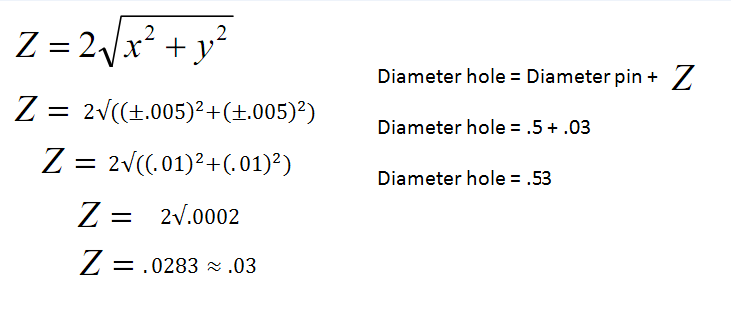 Z = 2√x² + y²
Z = 2√((±.005)²+(±.005)²)
Z = 2√((.01)²+(.01)²)
Z = 2√.0002
Z = .0283 ≈ .03
Diameter hole = Diameter pin + Z
Diameter hole = .5 + .03
Diameter hole = .53